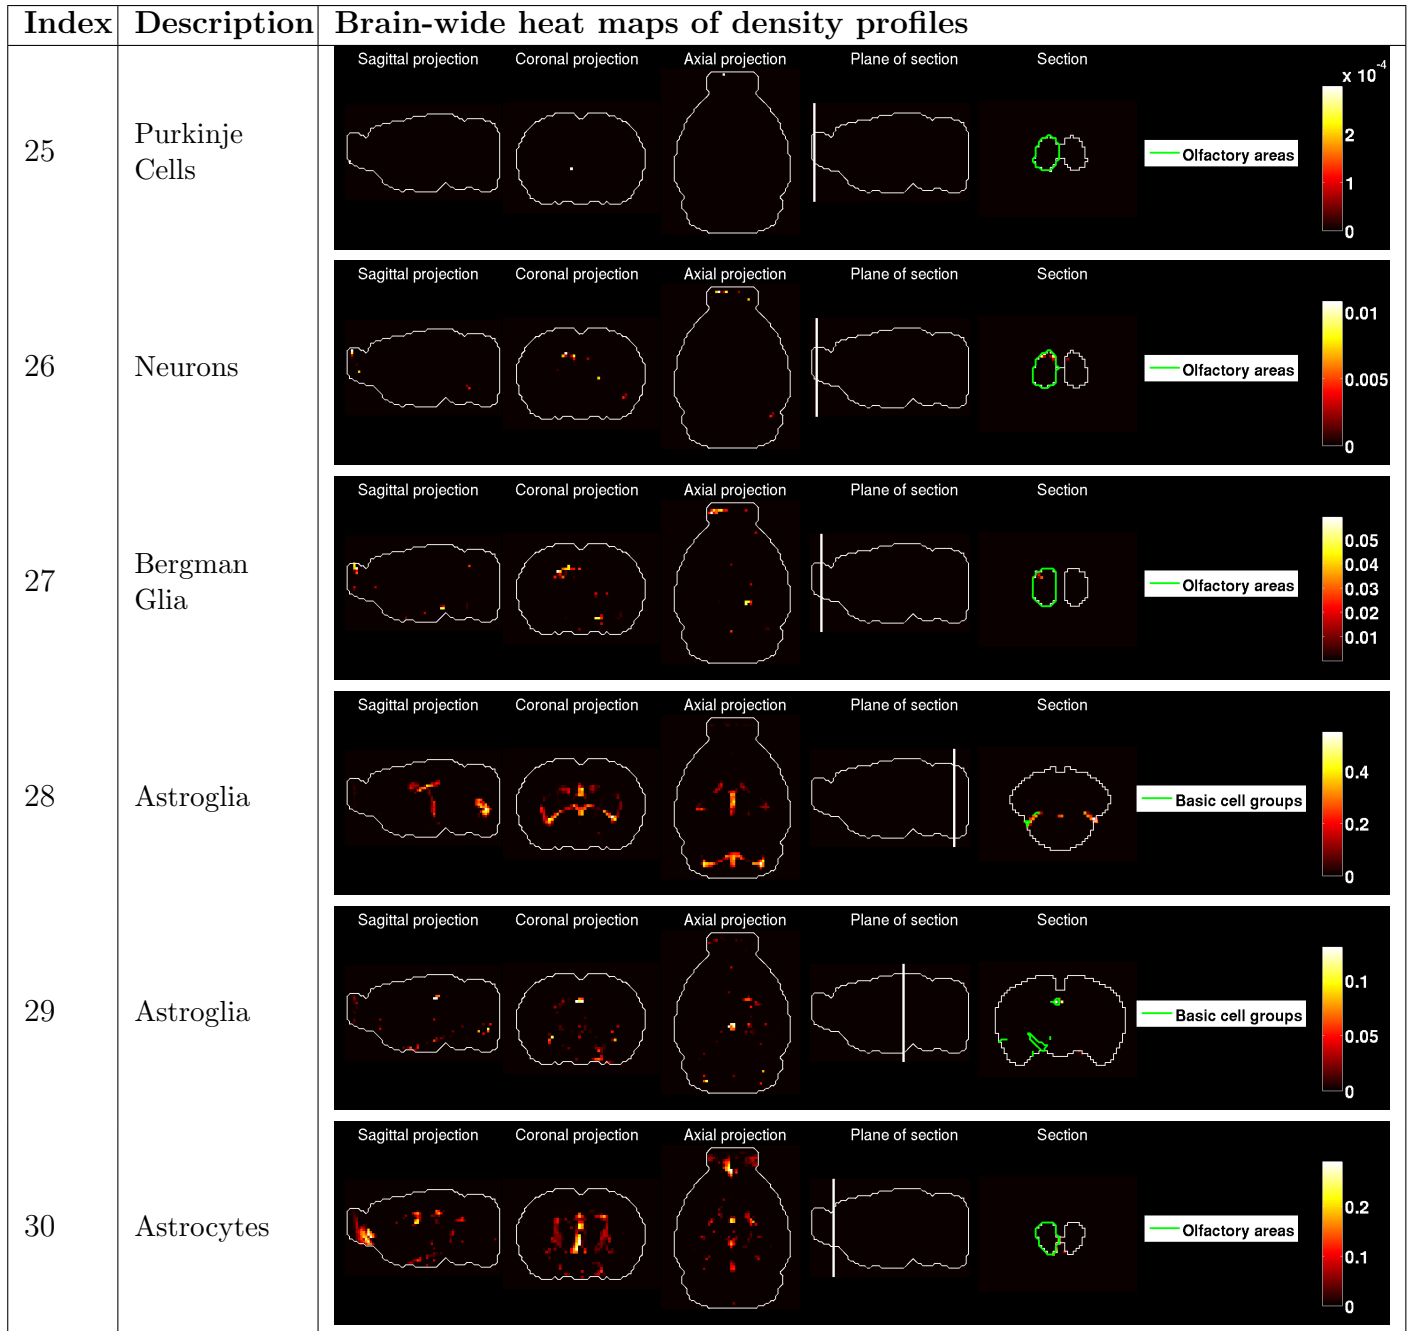 Index Description Brain-wide heat maps of density profiles
Sagittal projection Coronal projection Axial projection Plane of section Section
x 10-4
2
1
0
25
Purkinje
Cells
Olfactory areas
Sagittal projection Coronal projection Axial projection Plane of section Section
0.01
0.005
0
26
Neurons
Olfactory areas
Sagittal projection Coronal projection Axial projection Plane of section Section
0.05
0.04
0.03
0.02
0.01
27
Bergman
Glia
Olfactory areas
Sagittal projection Coronal projection Axial projection Plane of section Section
0.4
0.2
0
28
Astroglia
Basic cell groups
Sagittal projection Coronal projection Axial projection Plane of section Section
0.1
0.05
0
29
Astroglia
Basic cell groups
Sagittal projection Coronal projection Axial projection Plane of section Section
0.2
0.1
0
30
Astrocytes
Olfactory areas